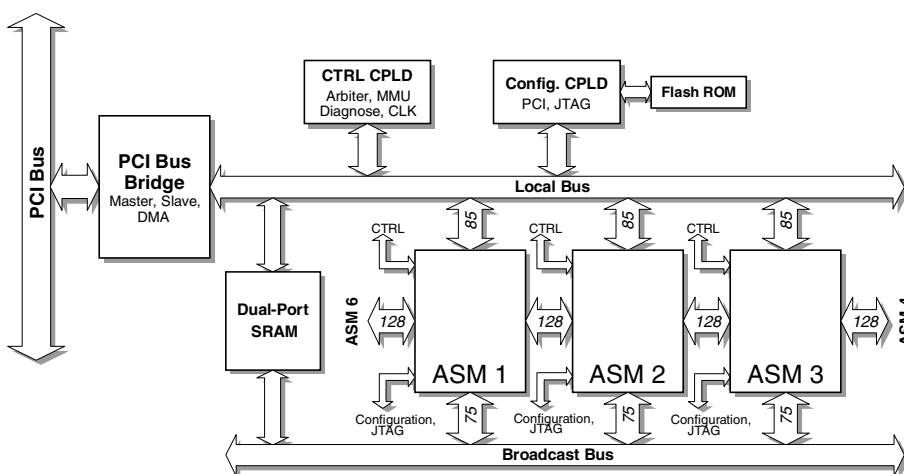 PCI Bus
CTRL CPLD
Arbiter, MMU
Diagnose, CLK
Config. CPLD
PCI, JTAG
Flash ROM
PCI Bus
Bridge
Master, Slave,
DMA
Local Bus
85
85
85
CTRL
CTRL
CTRL
Dual-Port
SRAM
ASM 6
128
128
128
128
ASM 4
ASM 1
ASM 2
ASM 3
Configuration,
JTAG
Configuration,
JTAG
Configuration,
JTAG
75
75
75
Broadcast Bus